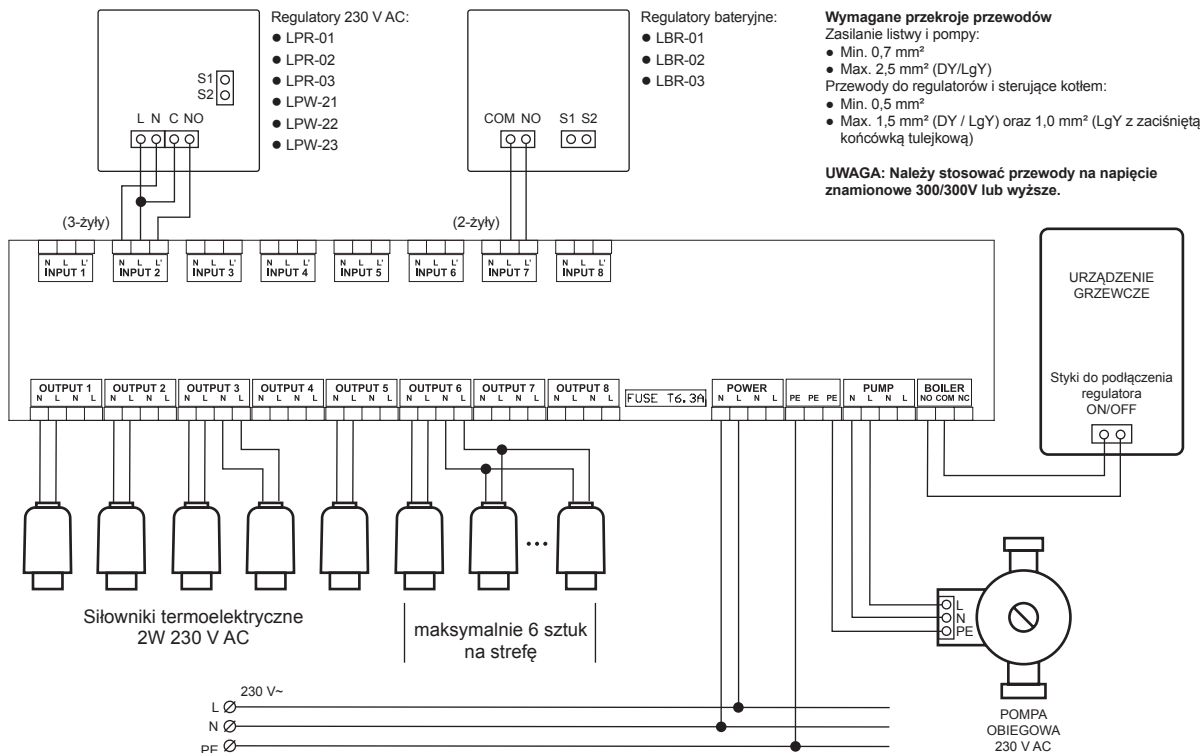 Regulatory 230 V AC:
● LPR-01
● LPR-02
● LPR-03
● LPW-21
● LPW-22
● LPW-23
S1
S2
L N C NO
(3-żyły)
Regulatory bateryjne:
● LBR-01
● LBR-02
● LBR-03
COM NO S1 S2
(2-żyły)
Wymagane przekroje przewodów
Zasilanie listwy i pompy:
● Min. 0,7 mm²
● Max. 2,5 mm² (DY/LgY)
Przewody do regulatorów i sterujące kotłem:
● Min. 0,5 mm²
● Max. 1,5 mm² (DY / LgY) oraz 1,0 mm² (LgY z zaciśniętą
końcówką tulejkową)
UWAGA: Należy stosować przewody na napięcie
znamionowe 300/300V lub wyższe.
N L L' N L L' N L L' N L L' N L L' N L L' N L L' N L L'
INPUT 1 INPUT 2 INPUT 3 INPUT 4 INPUT 5 INPUT 6 INPUT 7 INPUT 8
URZĄDZENIE
GRZEWCZE
Styki do podłączenia
regulatora
ON/OFF
OUTPUT 1 OUTPUT 2 OUTPUT 3 OUTPUT 4 OUTPUT 5 OUTPUT 6 OUTPUT 7 OUTPUT 8 POWER PUMP BOILER
N L N L N L N L N L N L N L N L N L N L N L N L N L N L N L N L FUSE T6.3A N L N L PE PE PE N L N L NO COM NC
Siłowniki termoelektryczne
2W 230 V AC
maksymalnie 6 sztuk
na strefę
L
N
PE
POMPA
OBIEGOWA
230 V AC
230 V~
L
N
PE